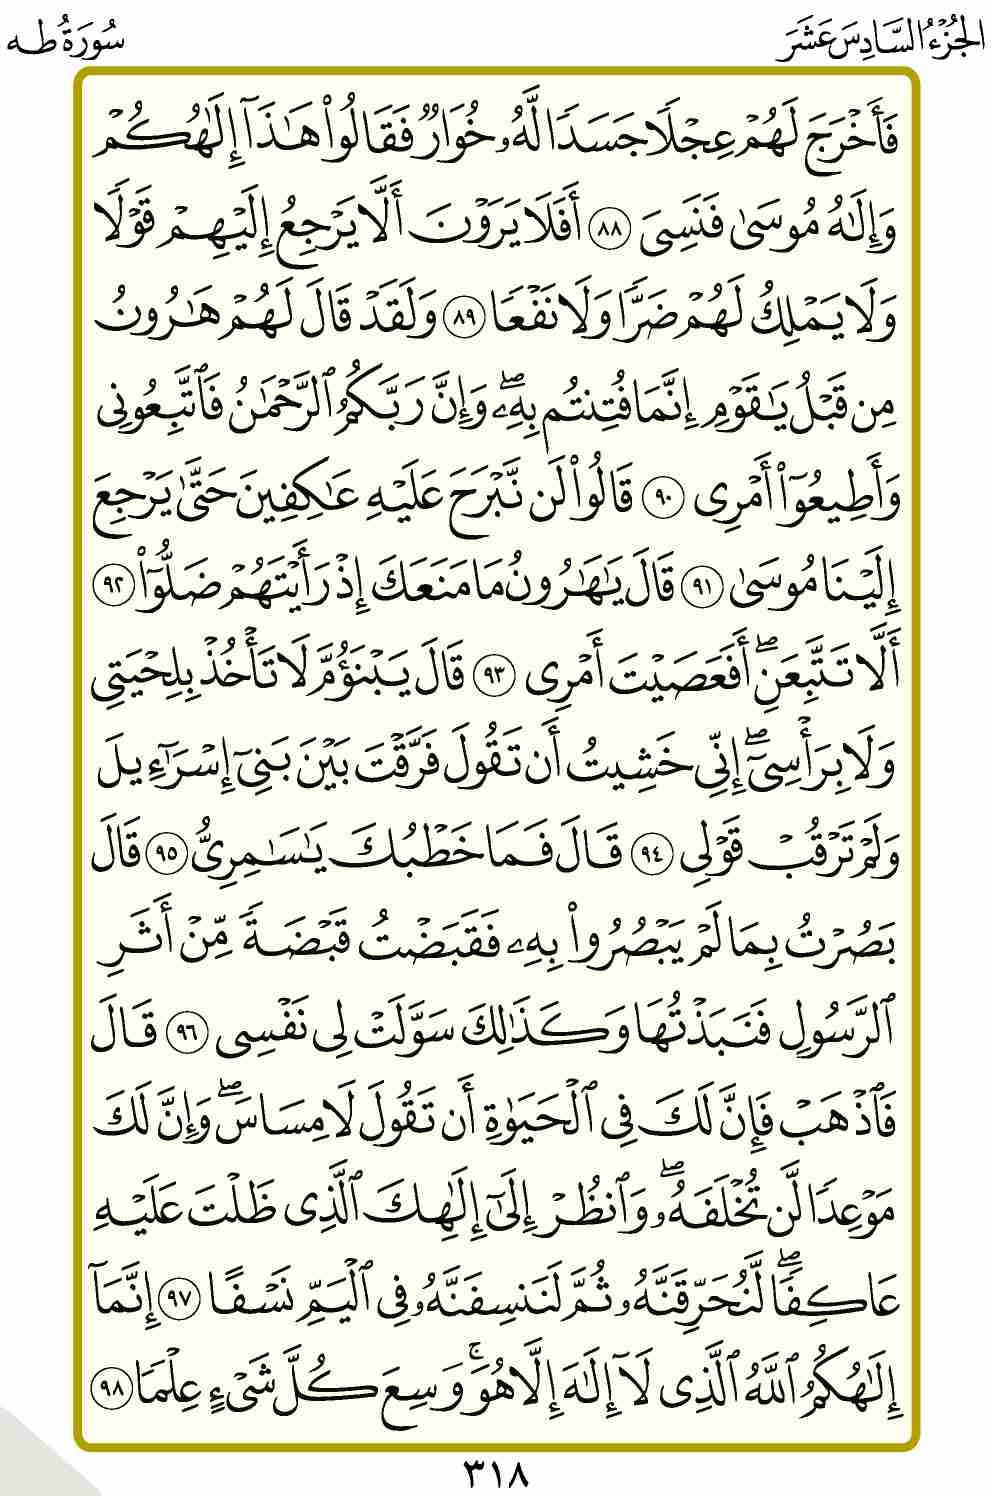 الجُزْءُ السَّادِسَ عَشَرَ
سُورَةُ طه
فَأَخْرَجَ لَهُمْ عِجْلًا جَسَدًا لَّهُۥ خُوَارٌ فَقَالُوا۟ هَـٰذَآ إِلَـٰهُكُمْ
وَإِلَـٰهُ مُوسَىٰ فَنَسِىَ ٨٨ أَفَلَا يَرَوْنَ أَلَّا يَرْجِعُ إِلَيْهِمْ قَوْلًا
وَلَا يَمْلِكُ لَهُمْ ضَرًّا وَلَا نَفْعًا ٨٩ وَلَقَدْ قَالَ لَهُمْ هَـٰرُونُ
مِن قَبْلُ يَـٰقَوْمِ إِنَّمَا فُتِنتُم بِهِۦ ۖ وَإِنَّ رَبَّكُمُ ٱلرَّحْمَـٰنُ فَٱتَّبِعُونِى
وَأَطِيعُوٓا۟ أَمْرِى ٩٠ قَالُوا۟ لَن نَّبْرَحَ عَلَيْهِ عَـٰكِفِينَ حَتَّىٰ يَرْجِعَ
إِلَيْنَا مُوسَىٰ ٩١ قَالَ يَـٰهَـٰرُونُ مَا مَنَعَكَ إِذْ رَأَيْتَهُمْ ضَلُّوٓا۟ ٩٢
أَلَّا تَتَّبِعَنِ ۖ أَفَعَصَيْتَ أَمْرِى ٩٣ قَالَ يَبْنَؤُمَّ لَا تَأْخُذْ بِلِحْيَتِى
وَلَا بِرَأْسِىٓ ۖ إِنِّى خَشِيتُ أَن تَقُولَ فَرَّقْتَ بَيْنَ بَنِىٓ إِسْرَٰٓءِيلَ
وَلَمْ تَرْقُبْ قَوْلِى ٩٤ قَالَ فَمَا خَطْبُكَ يَـٰسَـٰمِرِىُّ ٩٥ قَالَ
بَصُرْتُ بِمَا لَمْ يَبْصُرُوا۟ بِهِۦ فَقَبَضْتُ قَبْضَةً مِّنْ أَثَرِ
ٱلرَّسُولِ فَنَبَذْتُهَا وَكَذَٰلِكَ سَوَّلَتْ لِى نَفْسِى ٩٦ قَالَ
فَٱذْهَبْ فَإِنَّ لَكَ فِى ٱلْحَيَوٰةِ أَن تَقُولَ لَا مِسَاسَ ۖ وَإِنَّ لَكَ
مَوْعِدًا لَّن تُخْلَفَهُۥ ۖ وَٱنظُرْ إِلَىٰٓ إِلَـٰهِكَ ٱلَّذِى ظَلْتَ عَلَيْهِ
عَاكِفًا ۖ لَّنُحَرِّقَنَّهُۥ ثُمَّ لَنَنسِفَنَّهُۥ فِى ٱلْيَمِّ نَسْفًا ٩٧ إِنَّمَآ
إِلَـٰهُكُمُ ٱللَّهُ ٱلَّذِى لَآ إِلَـٰهَ إِلَّا هُوَ ۚ وَسِعَ كُلَّ شَىْءٍ عِلْمًا ٩٨
٣١٨